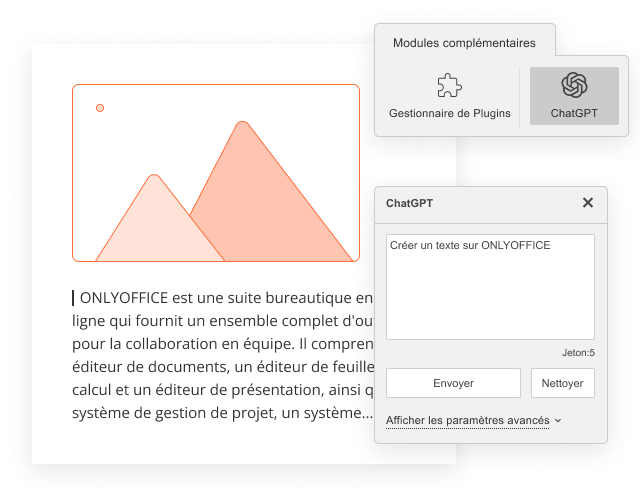 Modules complémentaires
Gestionnaire de Plugins
ChatGPT
ChatGPT
Créer un texte sur ONLYOFFICE
Jeton:5
Envoyer
Nettoyer
Afficher les paramètres avancés
ONLYOFFICE est une suite bureautique en
ligne qui fournit un ensemble complet d'ou
pour la collaboration en équipe. Il compren
éditeur de documents, un éditeur de feuille
calcul et un éditeur de présentation, ainsi q
système de gestion de projet, un système...